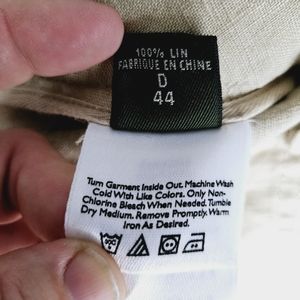 100% LIN
FABRIQUE EN CHINE
D
44
Turn Garment Inside Out. Machine Wash
Cold With Like Colors. Only Non-
Chlorine Bleach When Needed. Tumble
Dry Medium. Remove Promptly. Warm
Iron As Desired.